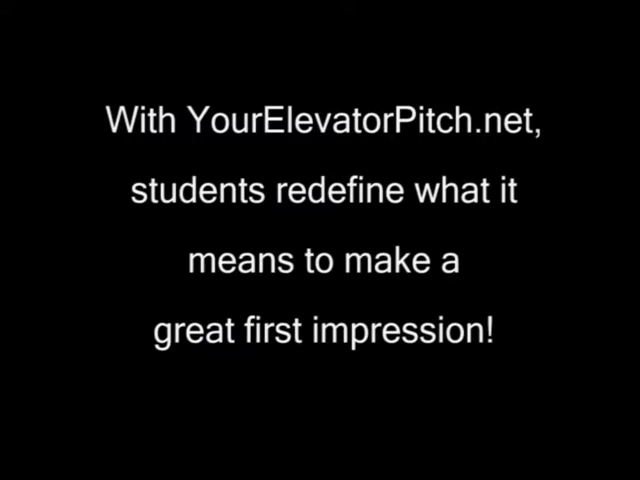 With YourElevatorPitch.net,
students redefine what it
means to make a
great first impression!